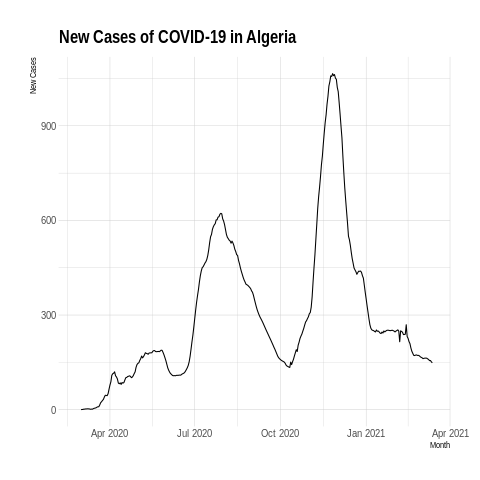 New Cases of COVID-19 in Algeria
New Cases
900
600
300
0
Apr 2020 Jul 2020 Oct 2020 Jan 2021 Apr 2021
Month